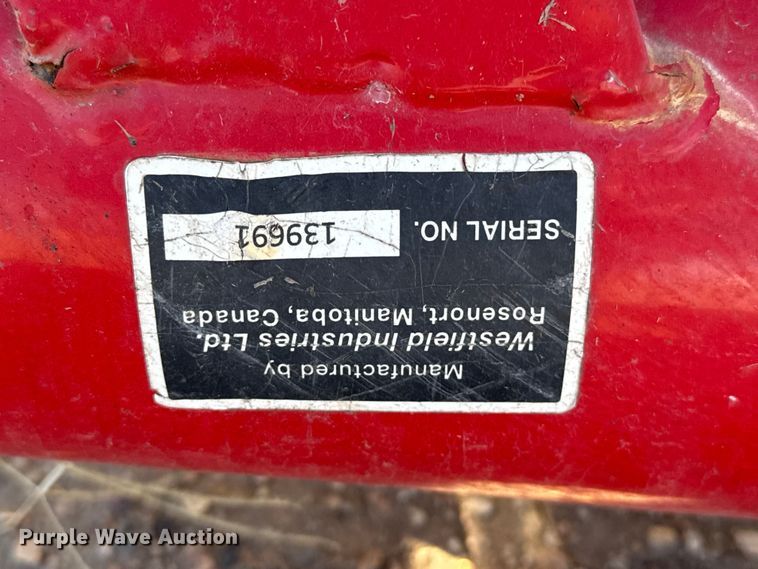 Manufactured by
Westfield Industries Ltd.
Rosenort, Manitoba, Canada
SERIAL NO. 139691
Purple Wave Auction